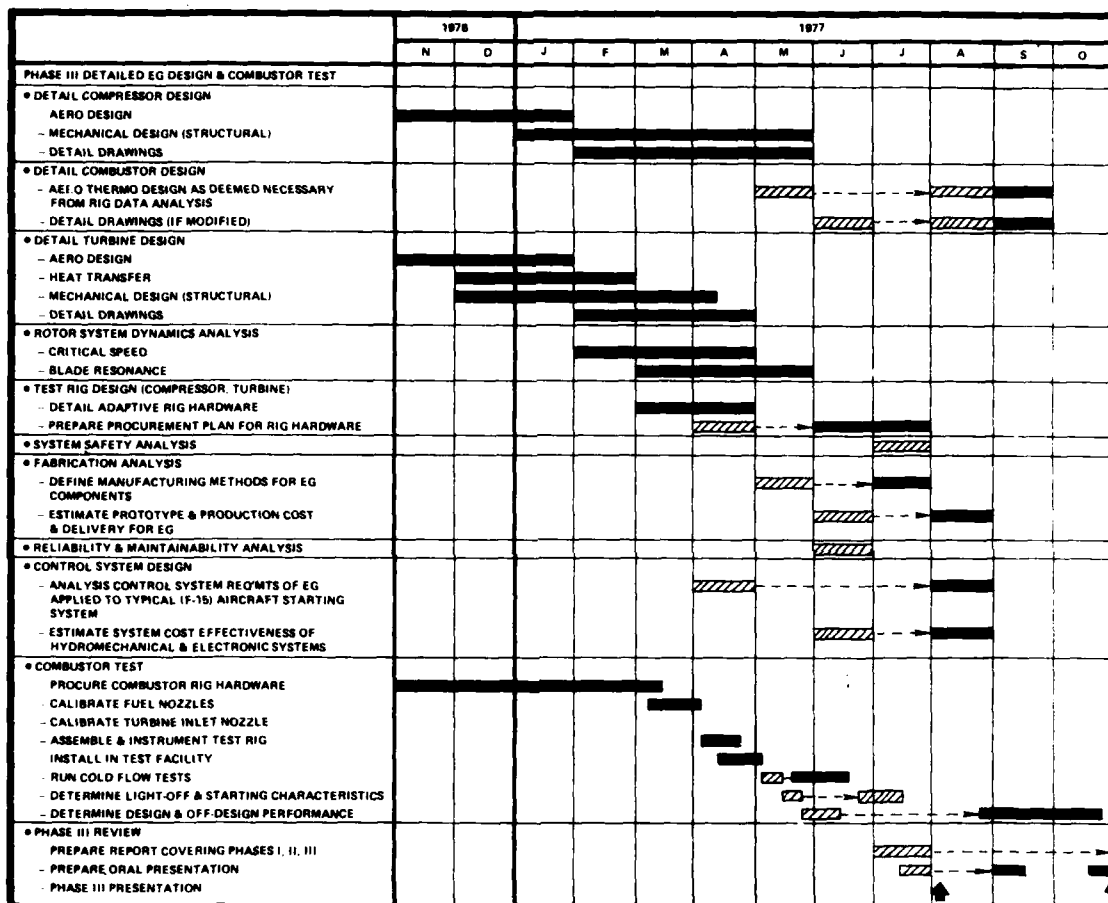 1976 1977
N D J F M A M J J A S O
PHASE III DETAILED EG DESIGN & COMBUSTOR TEST
• DETAIL COMPRESSOR DESIGN
AERO DESIGN
– MECHANICAL DESIGN (STRUCTURAL)
– DETAIL DRAWINGS
• DETAIL COMBUSTOR DESIGN
– AERO THERMO DESIGN AS DEEMED NECESSARY
FROM RIG DATA ANALYSIS
– DETAIL DRAWINGS (IF MODIFIED)
• DETAIL TURBINE DESIGN
– AERO DESIGN
– HEAT TRANSFER
– MECHANICAL DESIGN (STRUCTURAL)
– DETAIL DRAWINGS
• ROTOR SYSTEM DYNAMICS ANALYSIS
– CRITICAL SPEED
– BLADE RESONANCE
• TEST RIG DESIGN (COMPRESSOR, TURBINE)
– DETAIL ADAPTIVE RIG HARDWARE
– PREPARE PROCUREMENT PLAN FOR RIG HARDWARE
• SYSTEM SAFETY ANALYSIS
• FABRICATION ANALYSIS
– DEFINE MANUFACTURING METHODS FOR EG
COMPONENTS
– ESTIMATE PROTOTYPE & PRODUCTION COST
& DELIVERY FOR EG
• RELIABILITY & MAINTAINABILITY ANALYSIS
• CONTROL SYSTEM DESIGN
– ANALYSIS CONTROL SYSTEM REQ'MTS OF EG
APPLIED TO TYPICAL (F-15) AIRCRAFT STARTING
SYSTEM
– ESTIMATE SYSTEM COST EFFECTIVENESS OF
HYDROMECHANICAL & ELECTRONIC SYSTEMS
• COMBUSTOR TEST
PROCURE COMBUSTOR RIG HARDWARE
– CALIBRATE FUEL NOZZLES
– CALIBRATE TURBINE INLET NOZZLE
– ASSEMBLE & INSTRUMENT TEST RIG
INSTALL IN TEST FACILITY
– RUN COLD FLOW TESTS
– DETERMINE LIGHT-OFF & STARTING CHARACTERISTICS
– DETERMINE DESIGN & OFF-DESIGN PERFORMANCE
• PHASE III REVIEW
PREPARE REPORT COVERING PHASES I, II, III
– PREPARE ORAL PRESENTATION
– PHASE III PRESENTATION